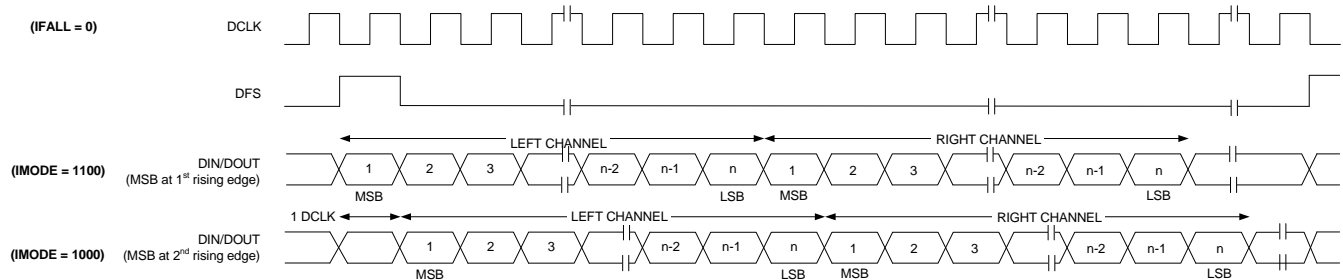 (IFALL = 0) DCLK
DFS
LEFT CHANNEL RIGHT CHANNEL
(IMODE = 1100) DIN/DOUT 1 2 3 n-2 n-1 n 1 2 3 n-2 n-1 n
(MSB at 1st rising edge)
MSB LSB MSB LSB
1 DCLK LEFT CHANNEL RIGHT CHANNEL
(IMODE = 1000) DIN/DOUT 1 2 3 n-2 n-1 n 1 2 3 n-2 n-1 n
(MSB at 2nd rising edge)
MSB LSB MSB LSB